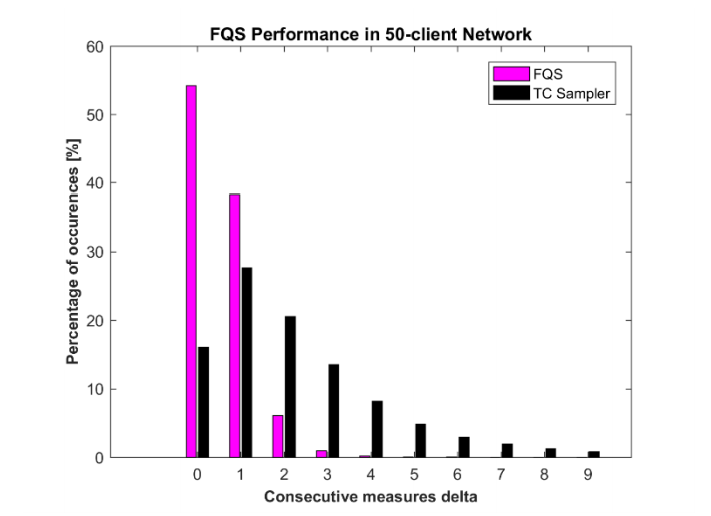 FQS Performance in 50-client Network
60
50
40
30
20
10
0
Percentage of occurences [%]
FQS
TC Sampler
0 1 2 3 4 5 6 7 8 9
Consecutive measures delta